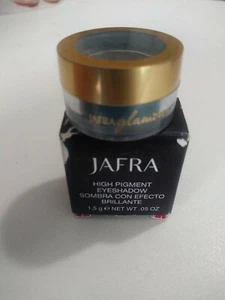 JAFRA
HIGH PIGMENT
EYESHADOW
SOMBRA CON EFECTO
BRILLANTE
1,5 g e NET WT .05 OZ